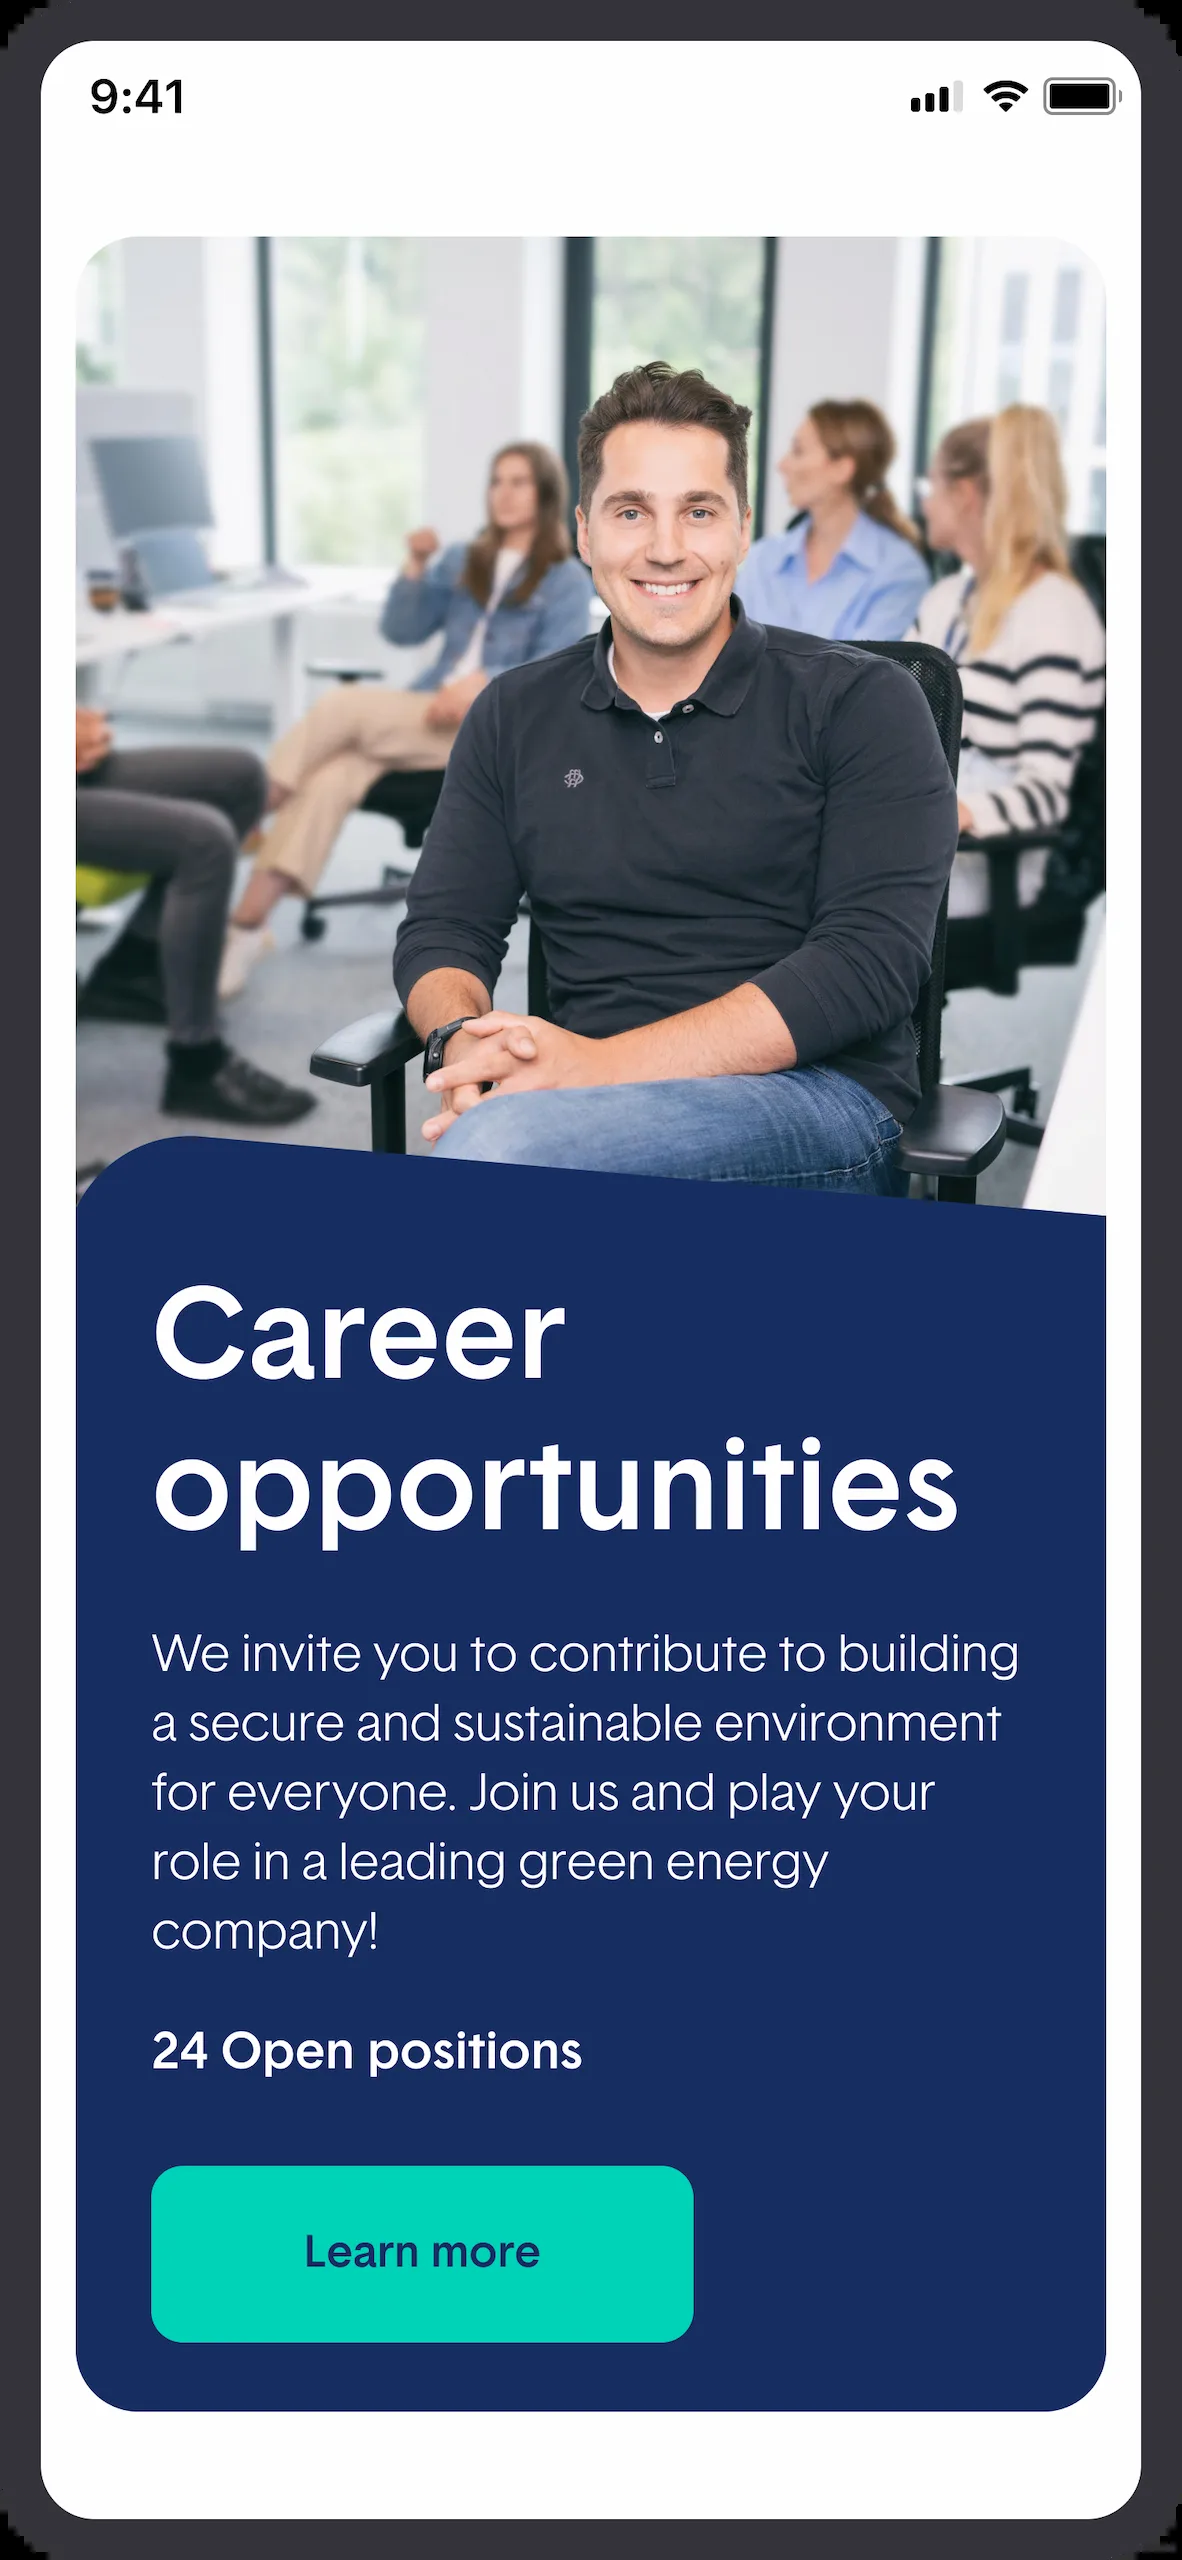 9:41
Career
opportunities
We invite you to contribute to building
a secure and sustainable environment
for everyone. Join us and play your
role in a leading green energy
company!
24 Open positions
Learn more